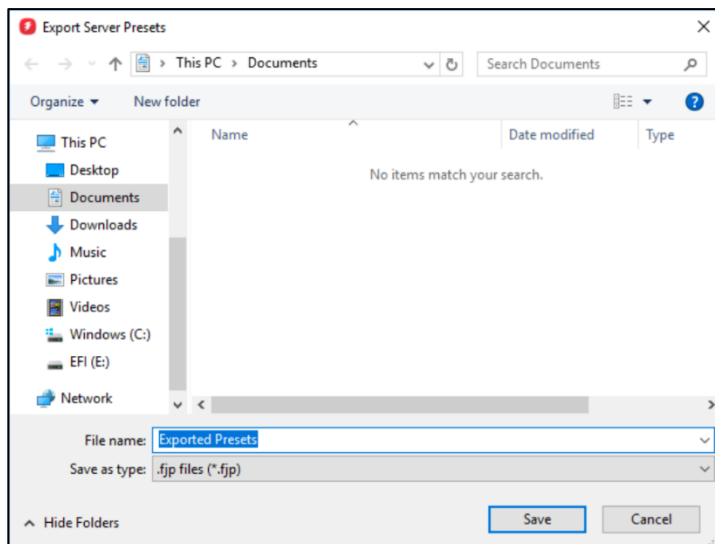 Export Server Presets
This PC > Documents
Search Documents
Organize
New folder
?
Name
Date modified
Type
No items match your search.
This PC
Desktop
Documents
Downloads
Music
Pictures
Videos
Windows (C:)
EFI (E:)
Network
File name: Exported Presets
Save as type: .fjp files (*.fjp)
Hide Folders
Save
Cancel